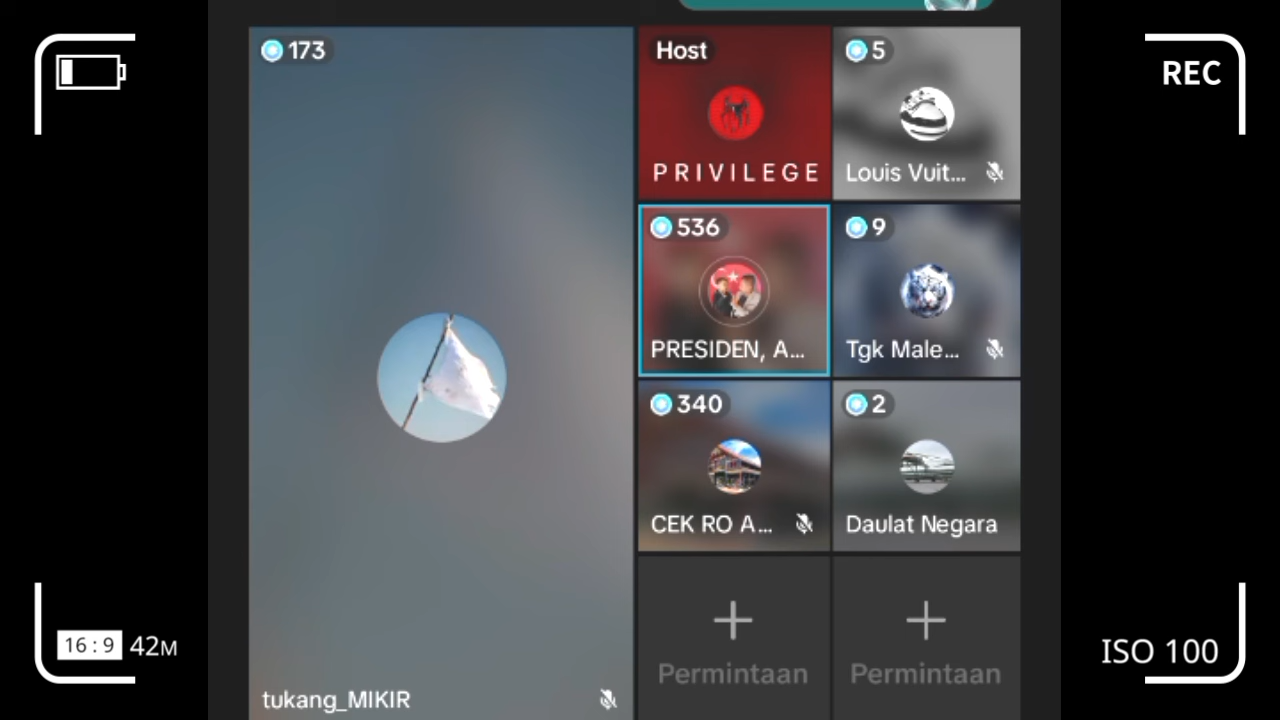 173
Host
5
REC
P R I V I L E G E
Louis Vuit...
536
9
PRESIDEN, A...
Tgk Male...
340
2
CEK RO A...
Daulat Negara
16:9 42M
Permintaan
Permintaan
ISO 100
tukang_MIKIR